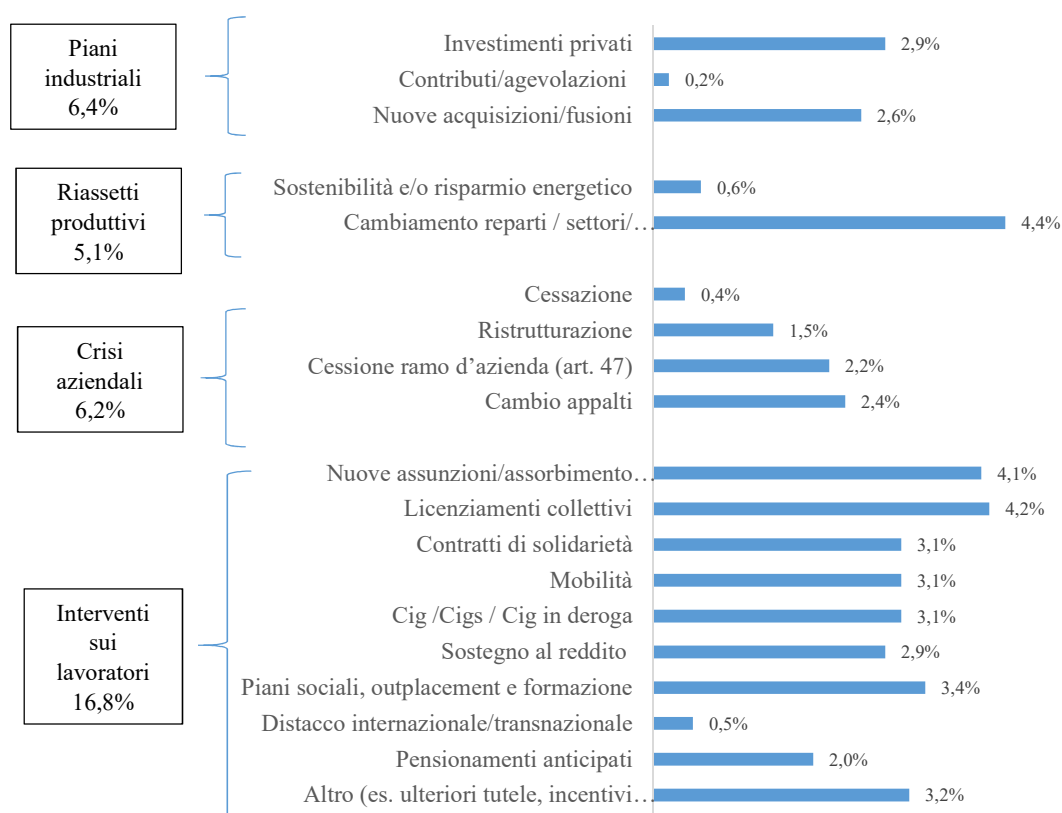 Piani
industriali
6,4%
Investimenti privati 2,9%
Contributi/agevolazioni 0,2%
Nuove acquisizioni/fusioni 2,6%
Riassetti
produttivi
5,1%
Sostenibilità e/o risparmio energetico 0,6%
Cambiamento reparti / settori/… 4,4%
Crisi
aziendali
6,2%
Cessazione 0,4%
Ristrutturazione 1,5%
Cessione ramo d’azienda (art. 47) 2,2%
Cambio appalti 2,4%
Interventi
sui
lavoratori
16,8%
Nuove assunzioni/assorbimento… 4,1%
Licenziamenti collettivi 4,2%
Contratti di solidarietà 3,1%
Mobilità 3,1%
Cig /Cigs / Cig in deroga 3,1%
Sostegno al reddito 2,9%
Piani sociali, outplacement e formazione 3,4%
Distacco internazionale/transnazionale 0,5%
Pensionamenti anticipati 2,0%
Altro (es. ulteriori tutele, incentivi… 3,2%